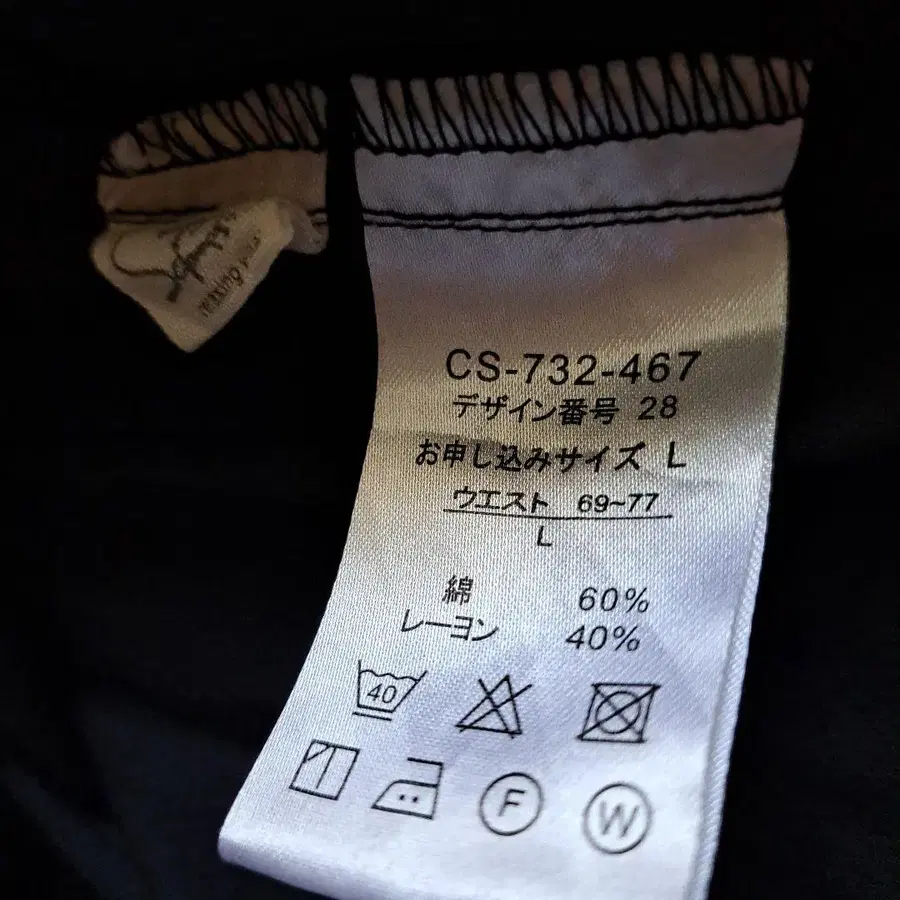 CS-732-467
デザイン番号 28
お申し込みサイズ L
ウエスト 69~77
L
綿 60%
レーヨン 40%
40
F
W